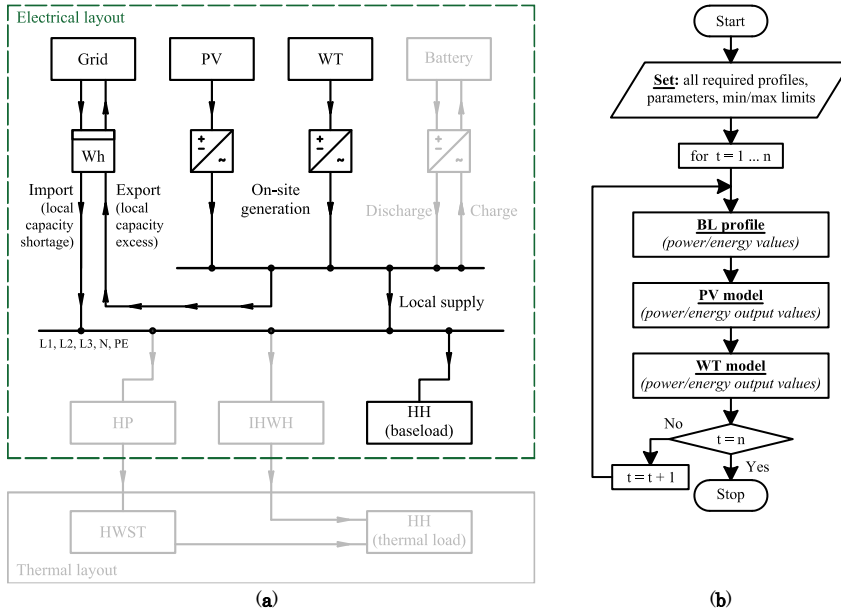 Electrical layout
Grid
PV
WT
Battery
+
−
~
+
−
~
+
−
~
Wh
Import
(local
capacity
shortage)
Export
(local
capacity
excess)
On-site
generation
Discharge
Charge
Local supply
L1, L2, L3, N, PE
HP
IHWH
HH
(baseload)
HWST
HH
(thermal load)
Thermal layout
(a)
Start
Set: all required profiles,
parameters, min/max limits
for t = 1 ... n
BL profile
(power/energy values)
PV model
(power/energy output values)
WT model
(power/energy output values)
No
t = n
Yes
t = t + 1
Stop
(b)